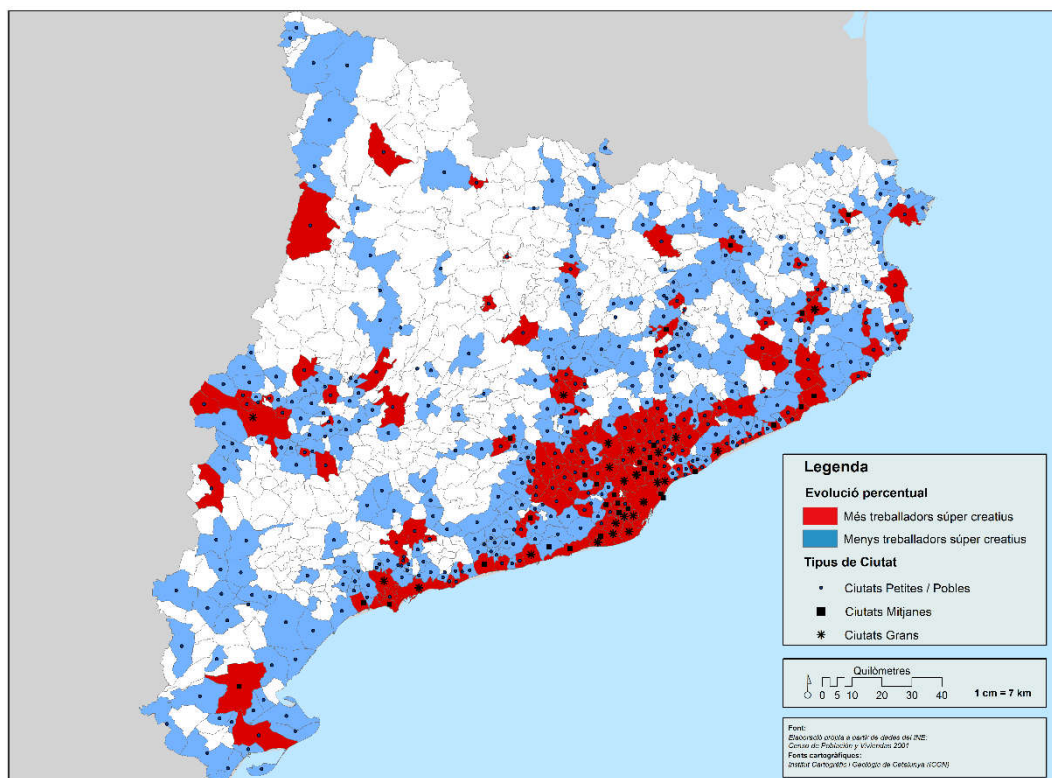 Legenda
Evolució percentual
Més treballadors súper creatius
Menys treballadors súper creatius
Tipus de Ciutat
Ciutats Petites / Pobles
Ciutats Mitjanes
Ciutats Grans
Quilòmetres
0 5 10 20 30 40
1 cm = 7 km
Font:
Elaboració pròpia a partir de dades del INE:
Censo de Población y Viviendas 2001
Fonts cartogràfiques:
Institut Cartogràfic i Geològic de Catalunya (ICGN)